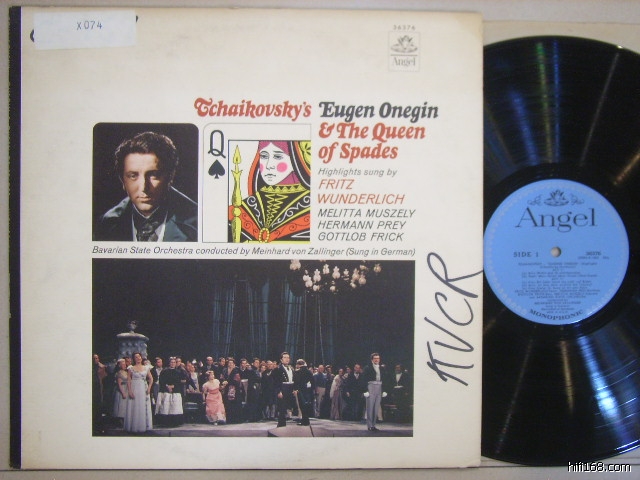 X074
36374
Angel
Tchaikovsky's Eugen Onegin
& The Queen
of Spades
Q
Highlights sung by
FRITZ
WUNDERLICH
MELITTA MUSZELY
HERMANN PREY
GOTTLOB FRICK
Bavarian State Orchestra conducted by Meinhard von Zallinger (Sung in German)
KVCR
Angel
SIDE 1
MONOPHONIC
hifi168.com